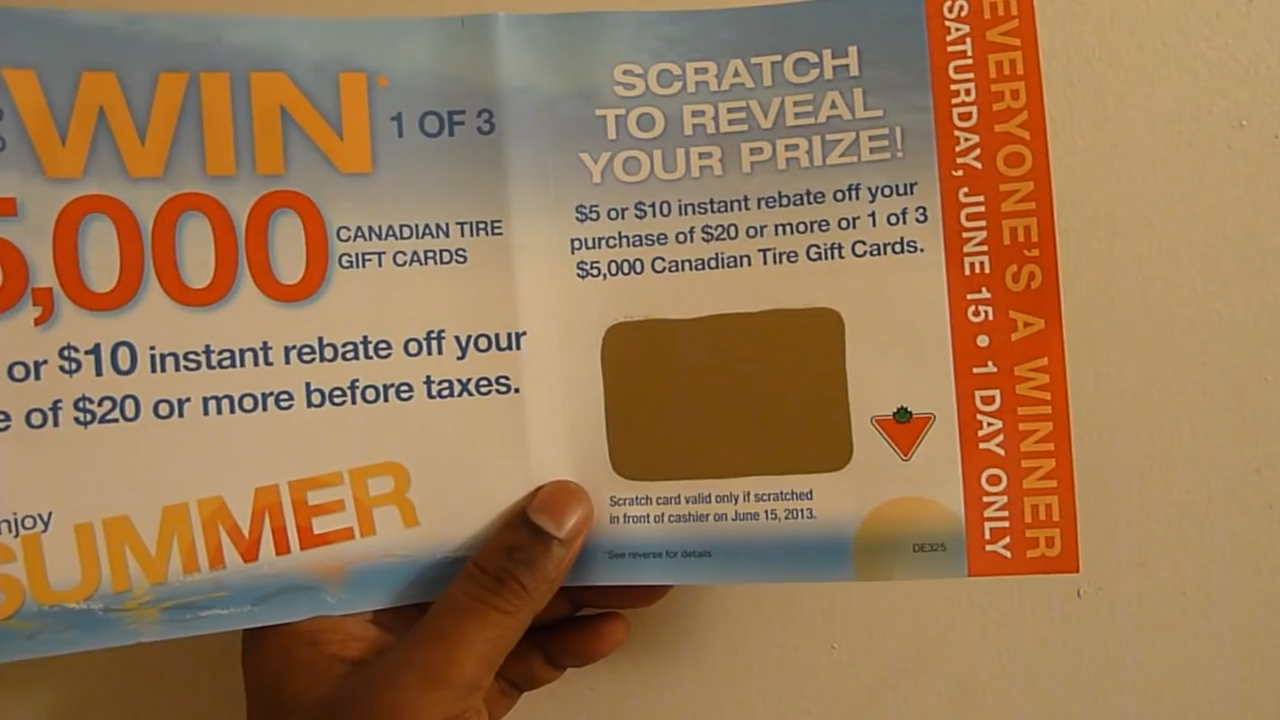 WIN* 1 OF 3
5,000 CANADIAN TIRE
GIFT CARDS
or $10 instant rebate off your
of $20 or more before taxes.
njoy
SUMMER
SCRATCH
TO REVEAL
YOUR PRIZE!
$5 or $10 instant rebate off your
purchase of $20 or more or 1 of 3
$5,000 Canadian Tire Gift Cards.
Scratch card valid only if scratched
in front of cashier on June 15, 2013.
*See reverse for details
DE325
EVERYONE'S A WINNER
SATURDAY, JUNE 15 • 1 DAY ONLY